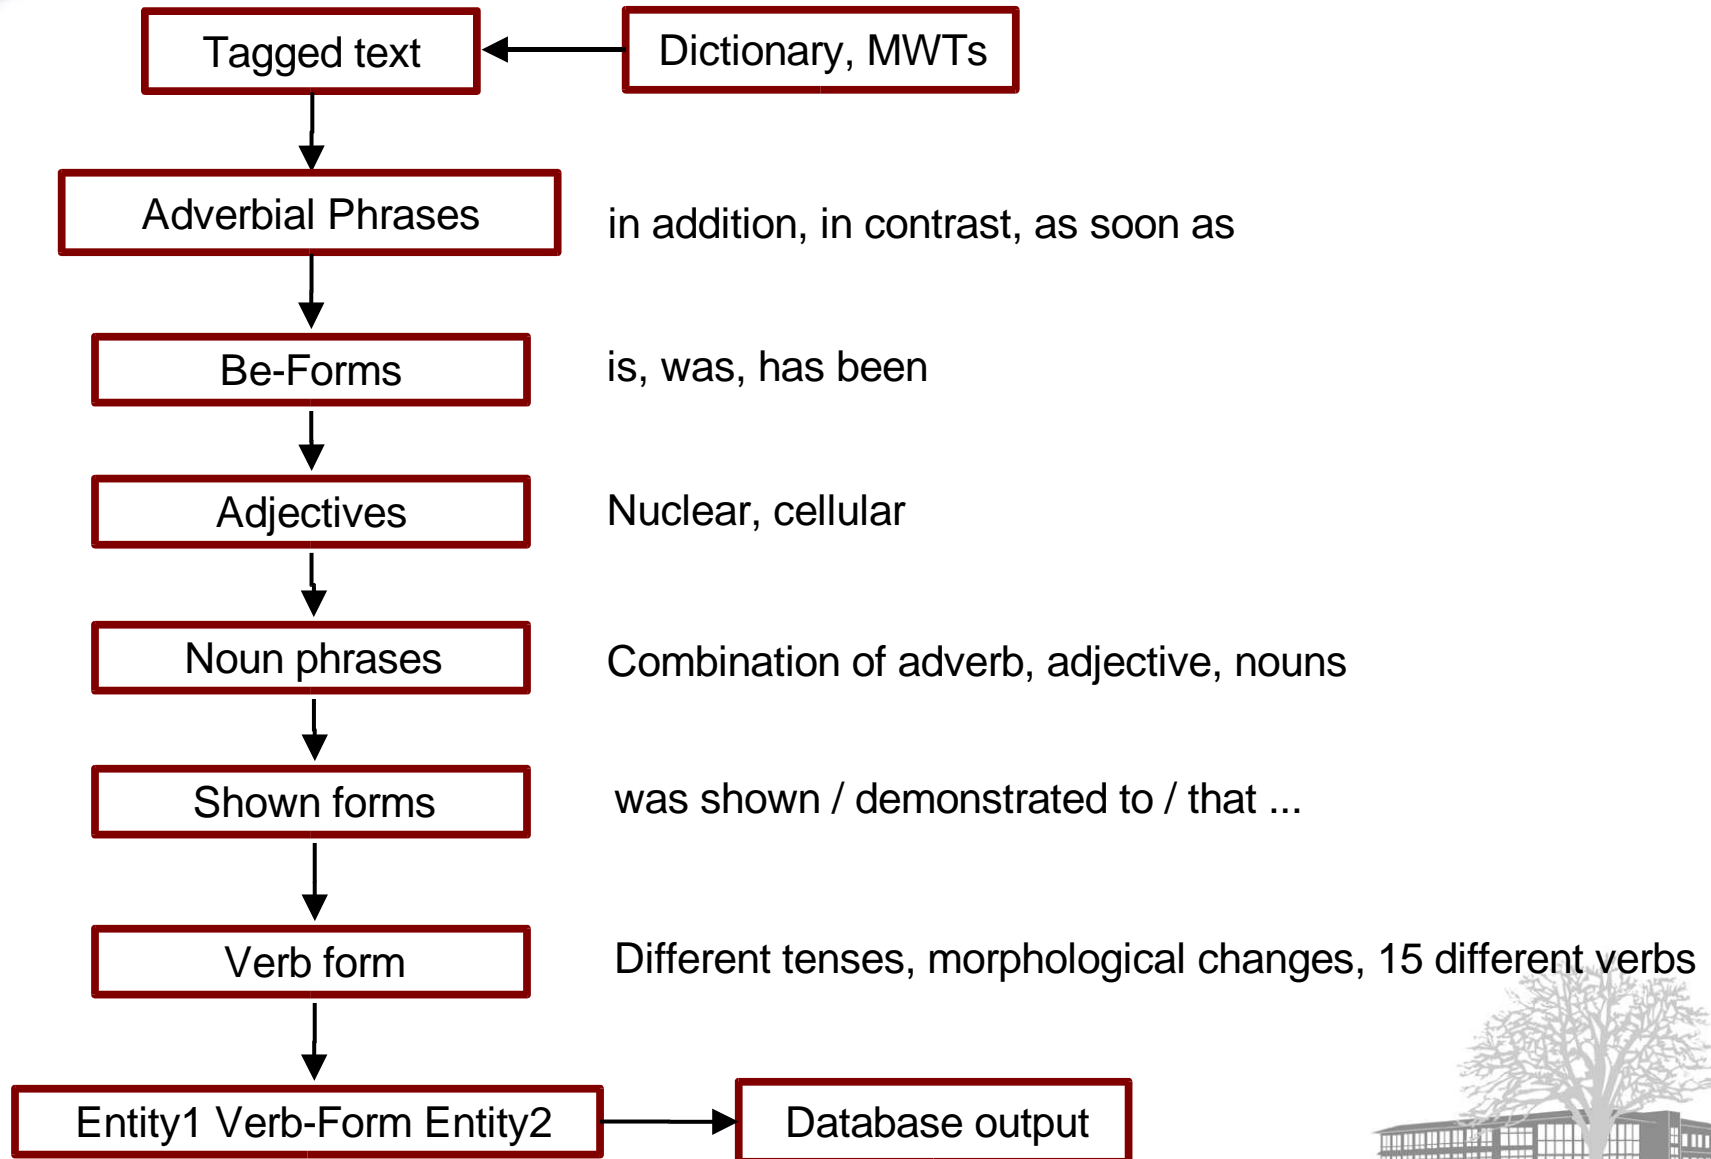 Tagged text
Dictionary, MWTs
Adverbial Phrases
in addition, in contrast, as soon as
Be-Forms
is, was, has been
Adjectives
Nuclear, cellular
Noun phrases
Combination of adverb, adjective, nouns
Shown forms
was shown / demonstrated to / that ...
Verb form
Different tenses, morphological changes, 15 different verbs
Entity1 Verb-Form Entity2
Database output